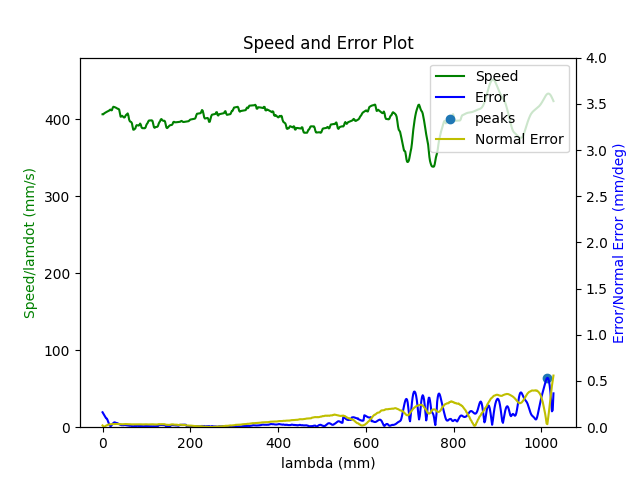 Speed and Error Plot
Speed
Error
peaks
Normal Error
Speed/lamdot (mm/s)
400
300
200
100
0
4.0
3.5
3.0
2.5
2.0
1.5
1.0
0.5
0.0
Error/Normal Error (mm/deg)
0 200 400 600 800 1000
lambda (mm)